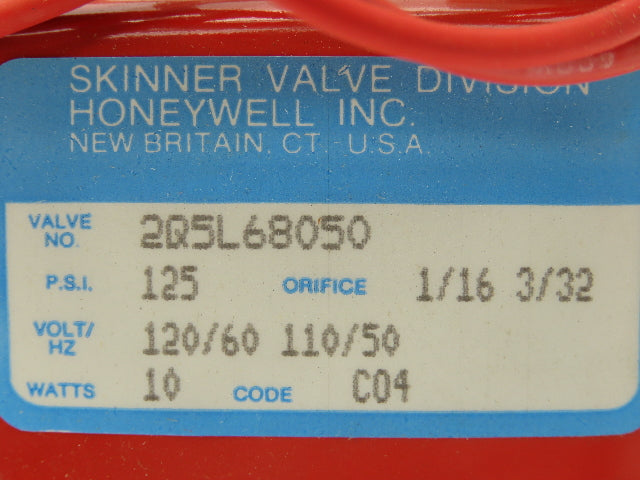 SKINNER VALVE DIVISION
HONEYWELL INC.
NEW BRITAIN, CT - U.S.A.
VALVE NO. 2Q5L68050
P.S.I. 125 ORIFICE 1/16 3/32
VOLT/ HZ 120/60 110/50
WATTS 10 CODE C04